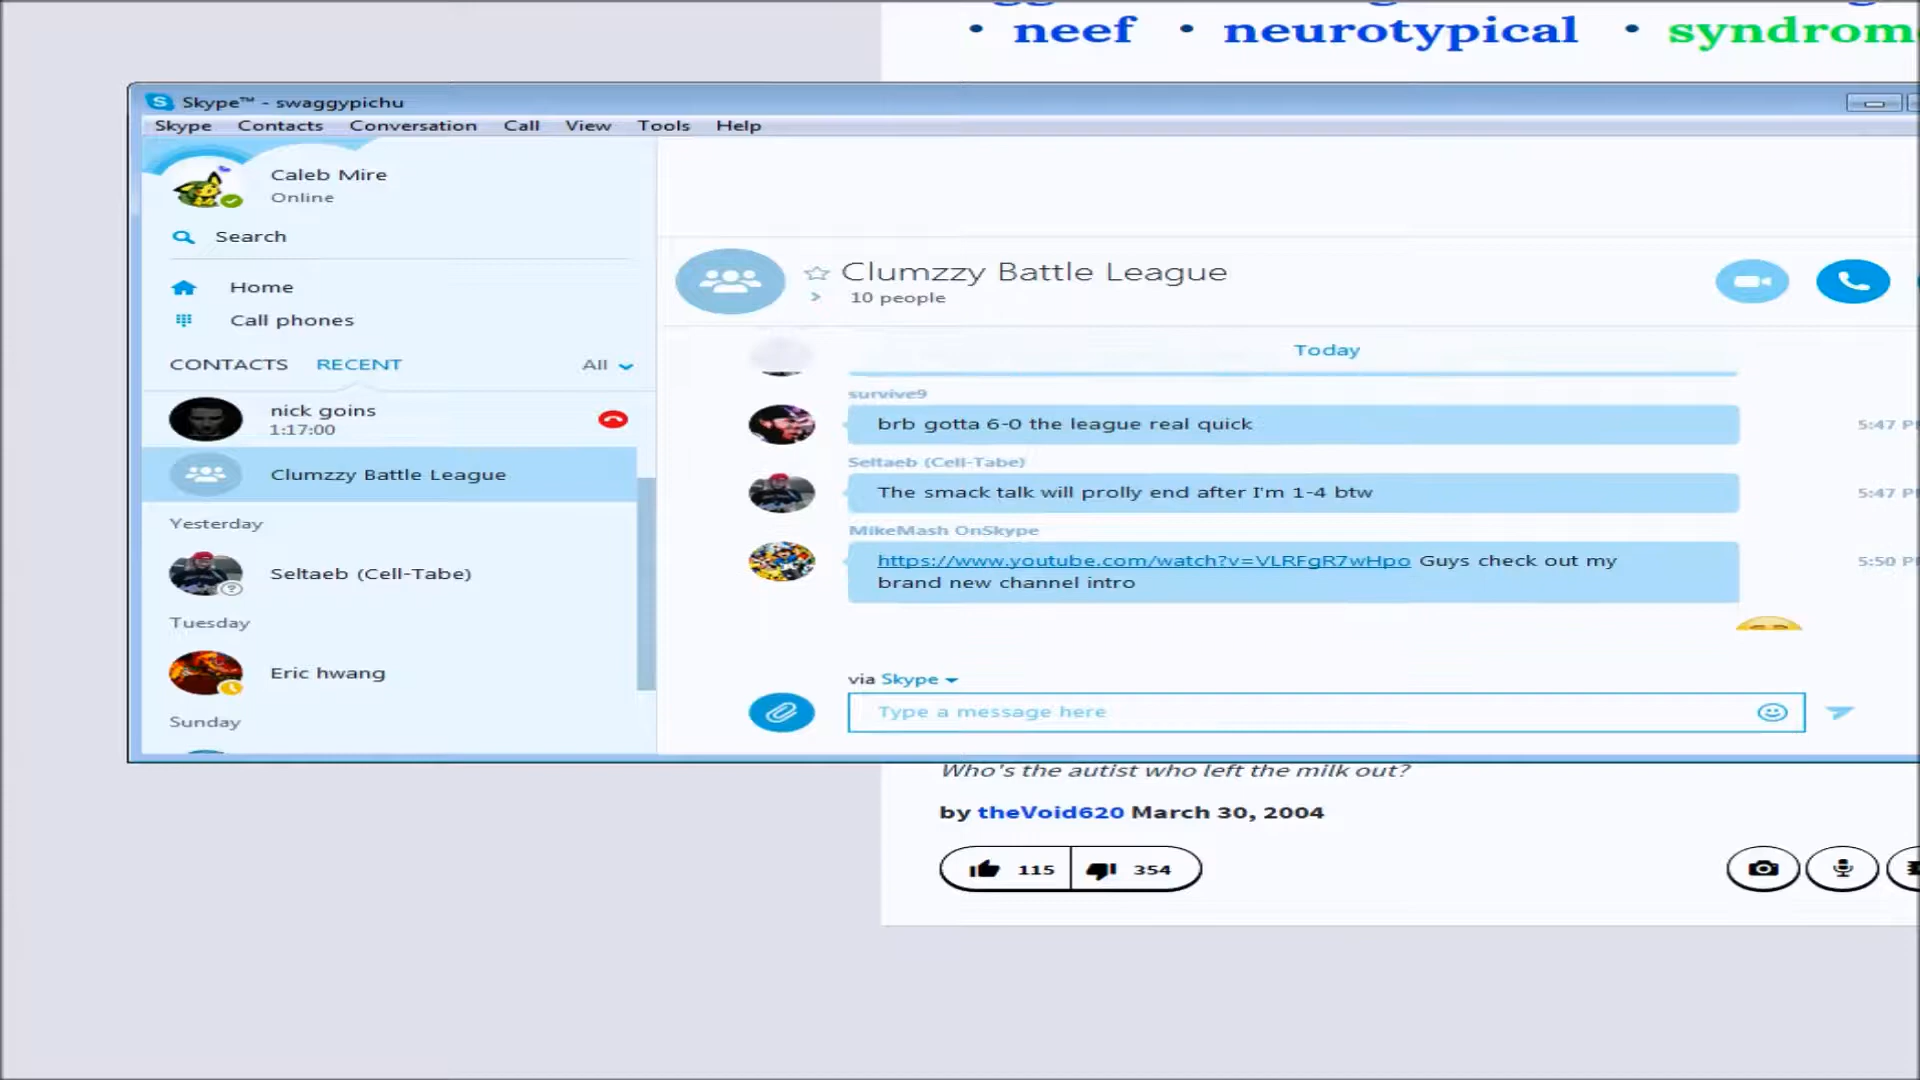 • neef • neurotypical • syndrome
Skype™ - swaggypichu
Skype Contacts Conversation Call View Tools Help
Caleb Mire
Online
Search
Home
Call phones
CONTACTS RECENT All
nick goins
1:17:00
Clumzzy Battle League
Yesterday
Seltaeb (Cell-Tabe)
Tuesday
Eric hwang
Sunday
Clumzzy Battle League
10 people
Today
survive9
brb gotta 6-0 the league real quick
5:47 P
Seltaeb (Cell-Tabe)
The smack talk will prolly end after I'm 1-4 btw
5:47 P
MikeMash OnSkype
https://www.youtube.com/watch?v=VLRFgR7wHpo Guys check out my
brand new channel intro
5:50 P
via Skype
Type a message here
Who's the autist who left the milk out?
by theVoid620 March 30, 2004
115 354